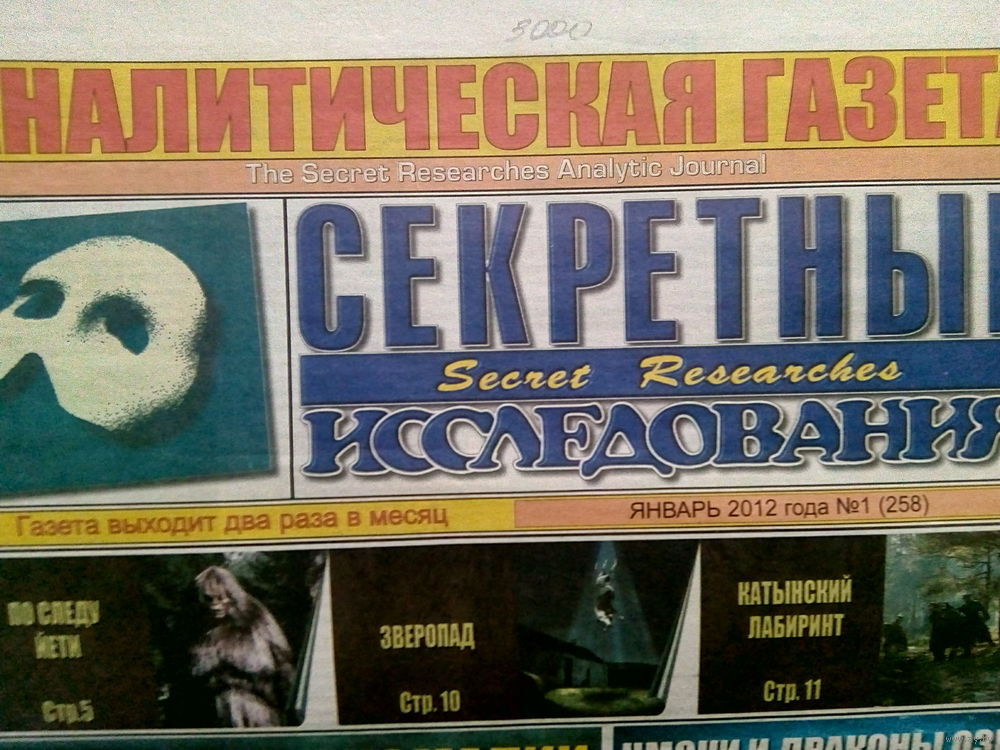 3000
НАЛИТИЧЕСКАЯ ГАЗЕТ
The Secret Researches Analytic Journal
СЕКРЕТНЫ
Secret Researches
ИССЛЕДОВАНИЯ
Газета выходит два раза в месяц
ЯНВАРЬ 2012 года №1 (258)
ПО СЛЕДУ
ЙЕТИ
Стр.5
ЗВЕРОПАД
Стр. 10
КАТЫНСКИЙ
ЛАБИРИНТ
Стр. 11
И ДРАКОНЫ